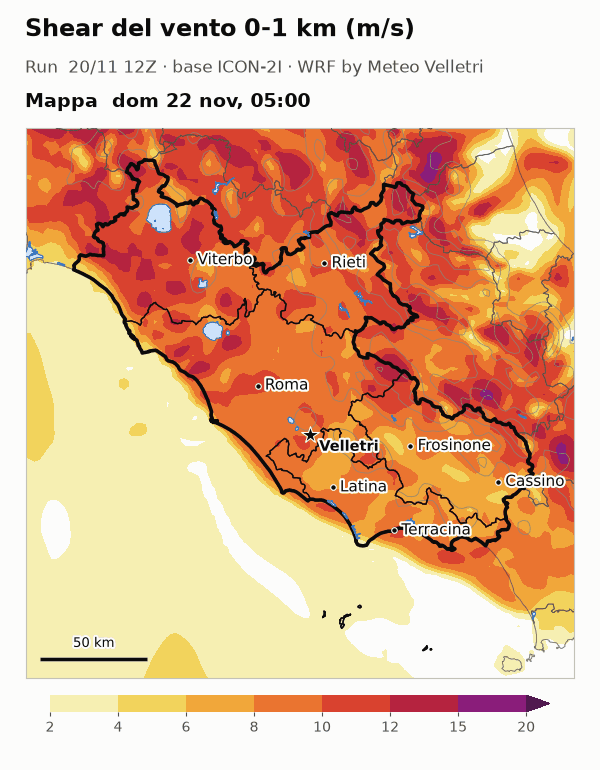 Shear del vento 0-1 km (m/s)
Run  20/11 12Z · base ICON-2I · WRF by Meteo Velletri
Mappa  dom 22 nov, 05:00
Viterbo
Rieti
Roma
Velletri
Frosinone
Latina
Cassino
Terracina
50 km
2 4 6 8 10 12 15 20